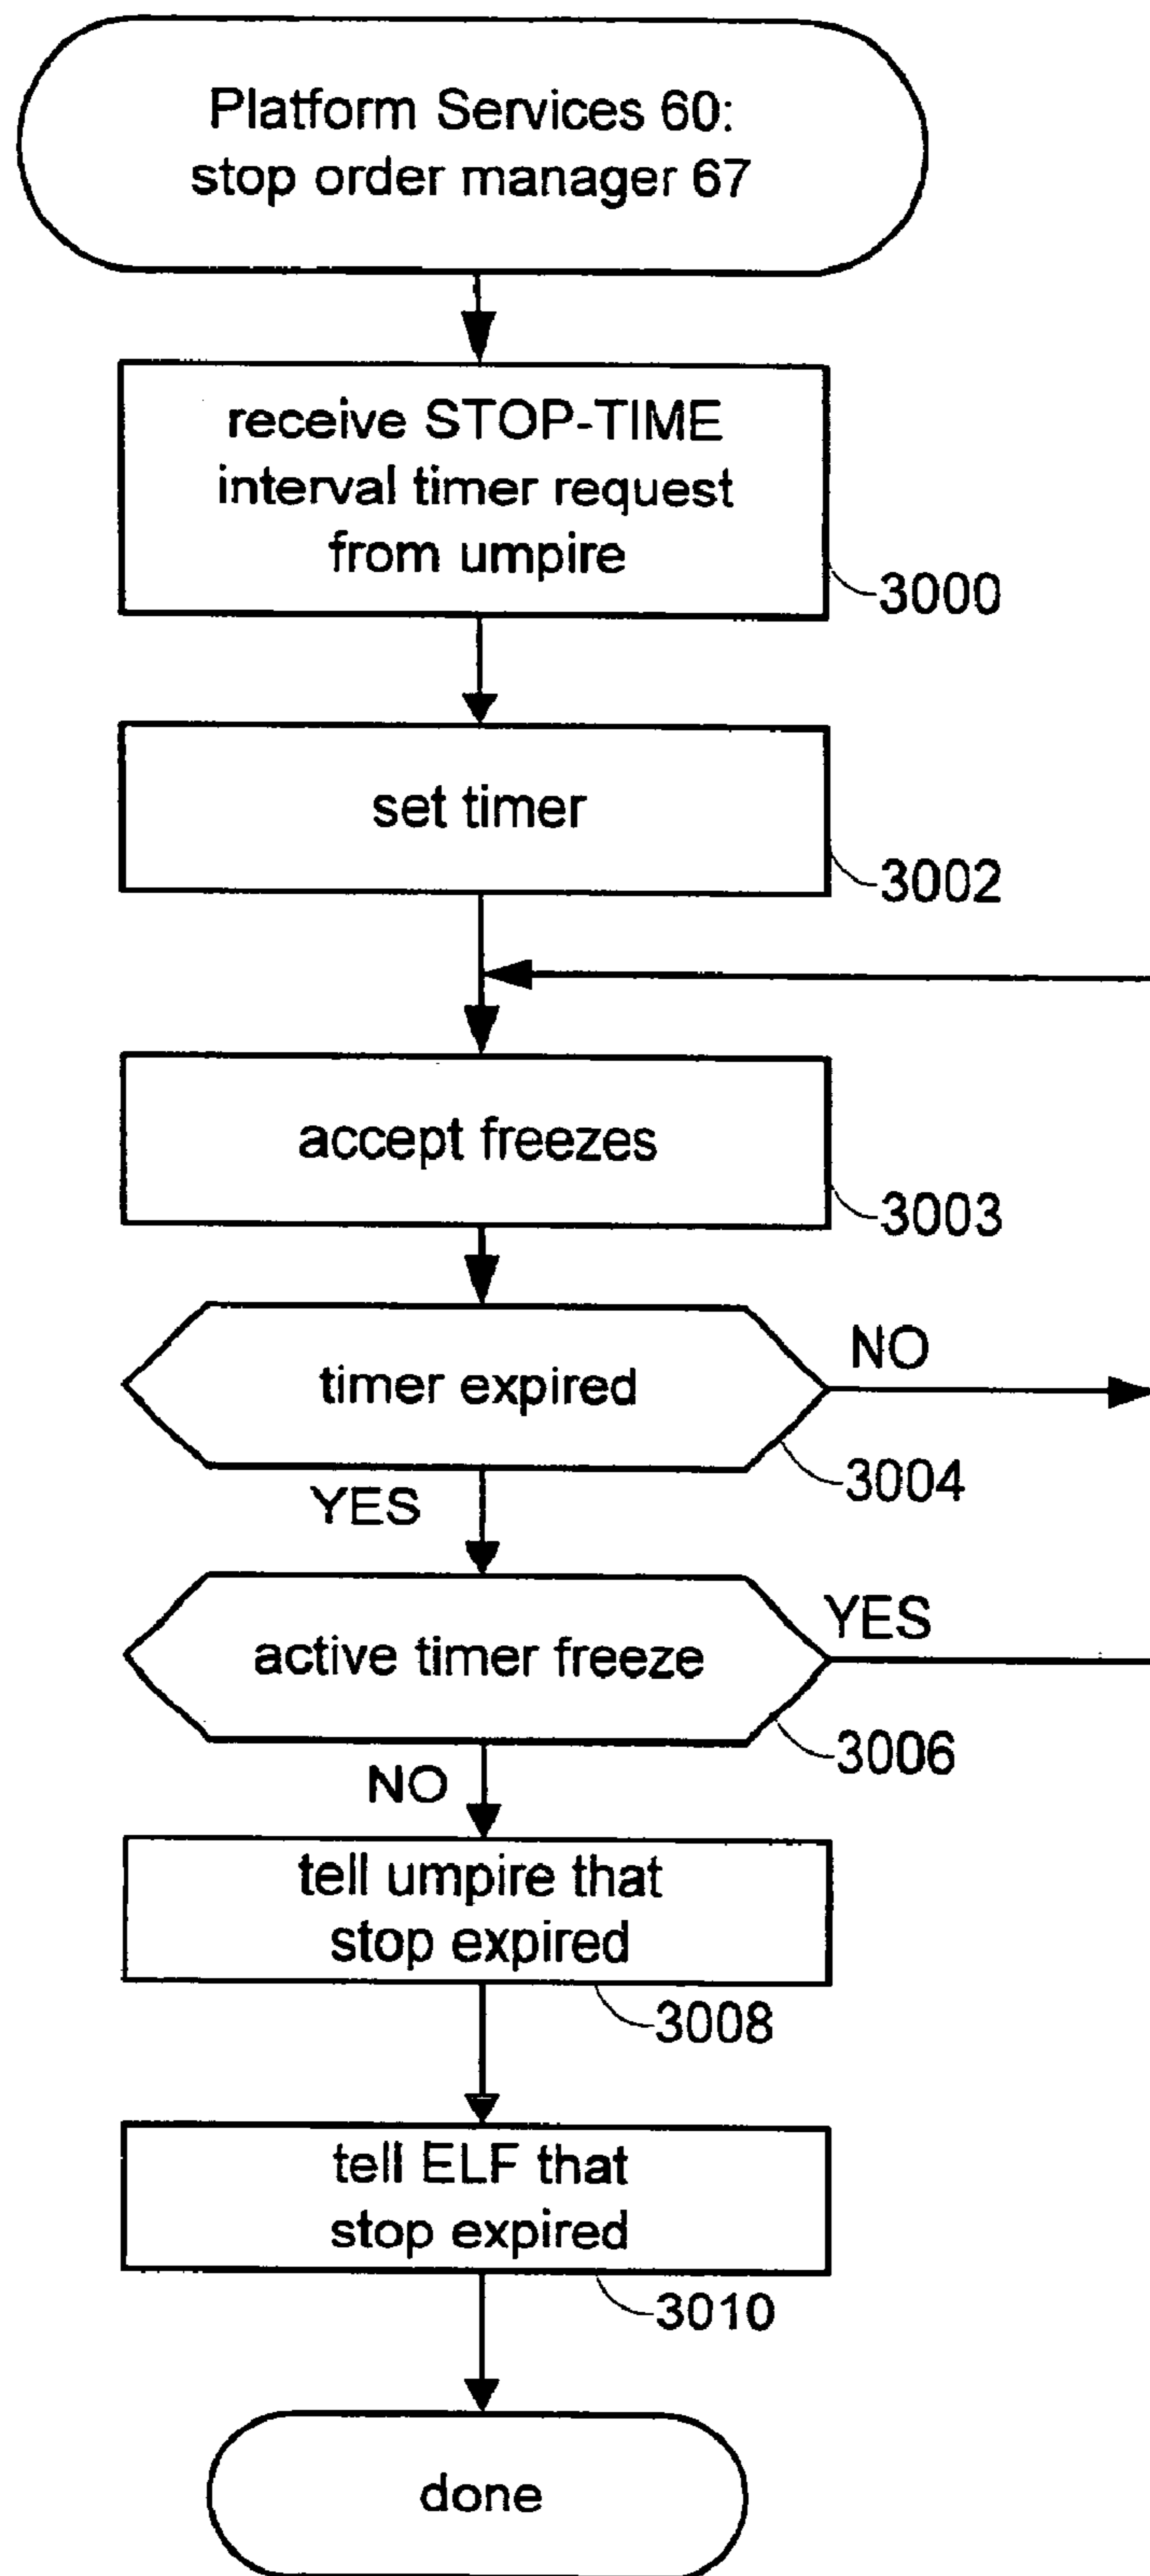 Platform Services 60:
stop order manager 67
receive STOP-TIME
interval timer request
from umpire
3000
set timer
3002
accept freezes
3003
timer expired
NO
3004
YES
active timer freeze
YES
3006
NO
tell umpire that
stop expired
3008
tell ELF that
stop expired
3010
done